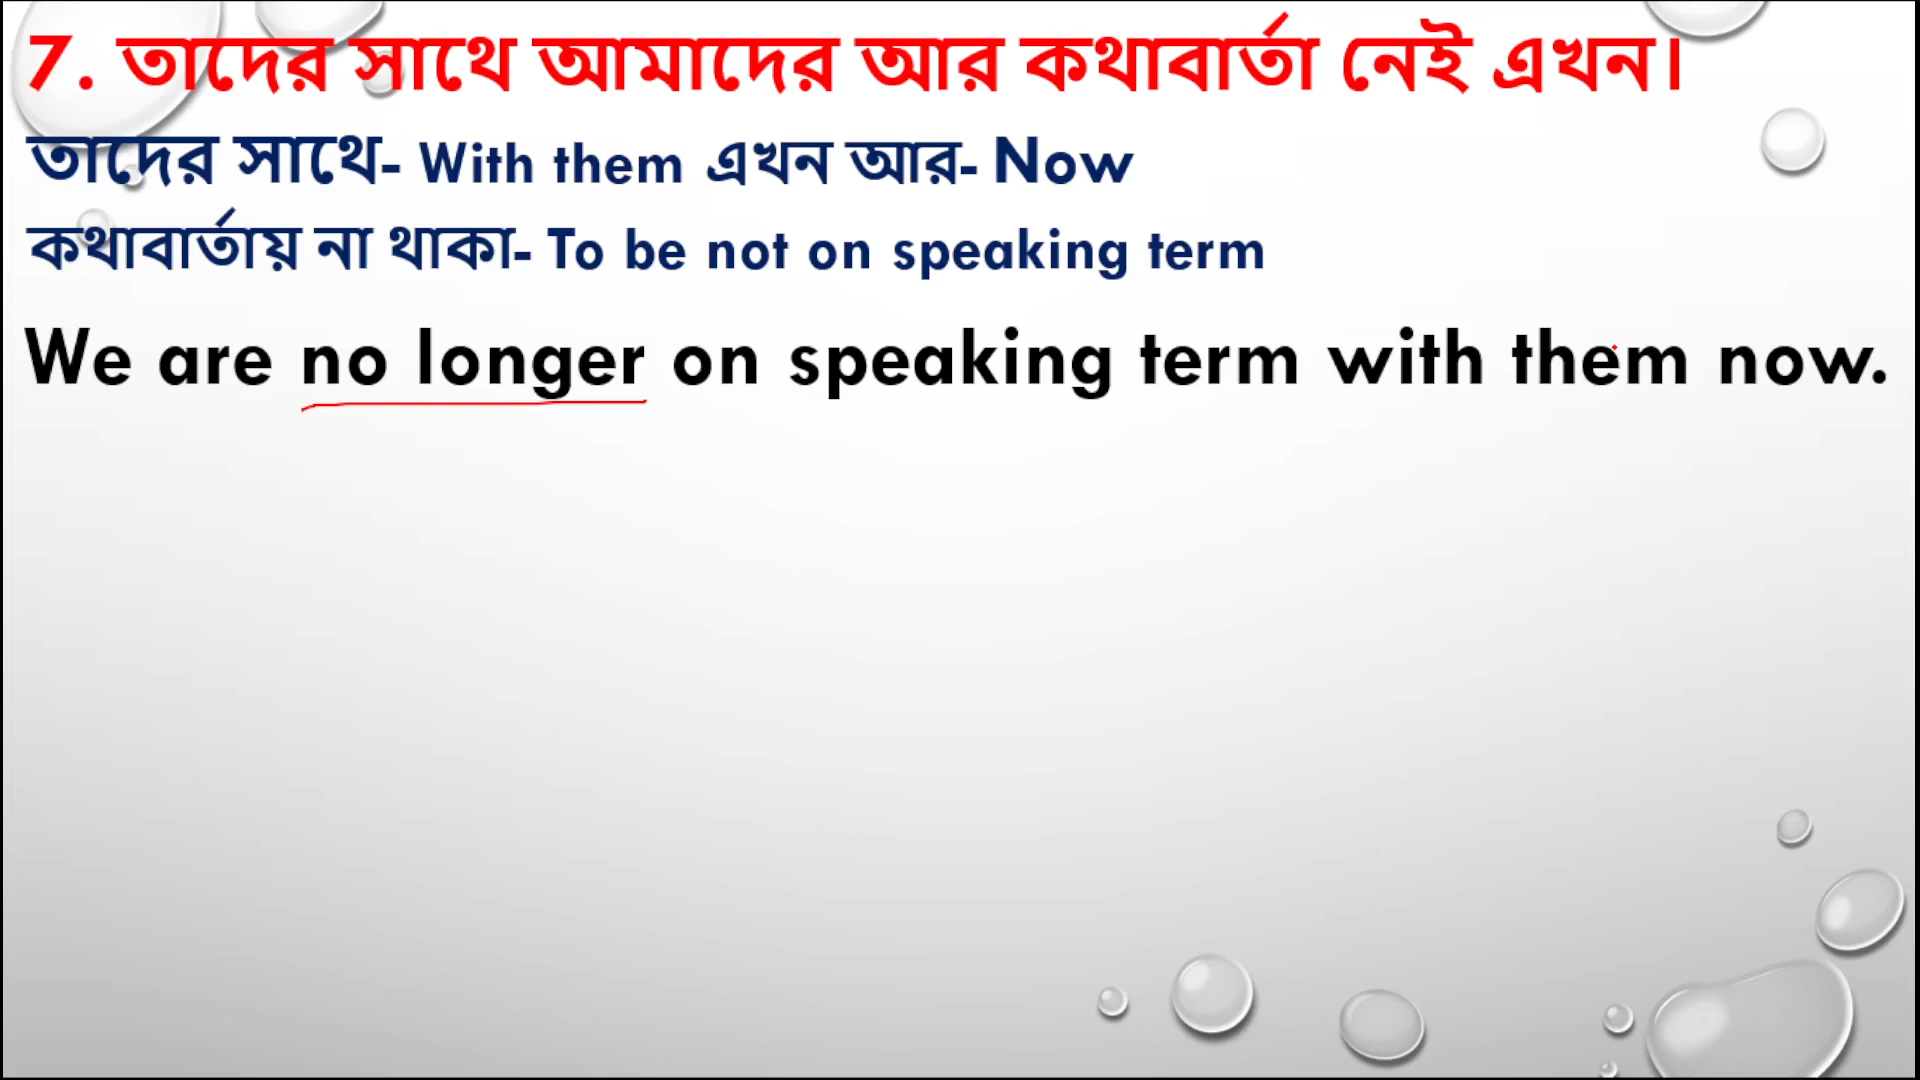 7. তাদের সাথে আমাদের আর কথাবার্তা নেই এখন।
তাদের সাথে- With them এখন আর- Now
কথাবার্তায় না থাকা- To be not on speaking term
We are no longer on speaking term with them now.